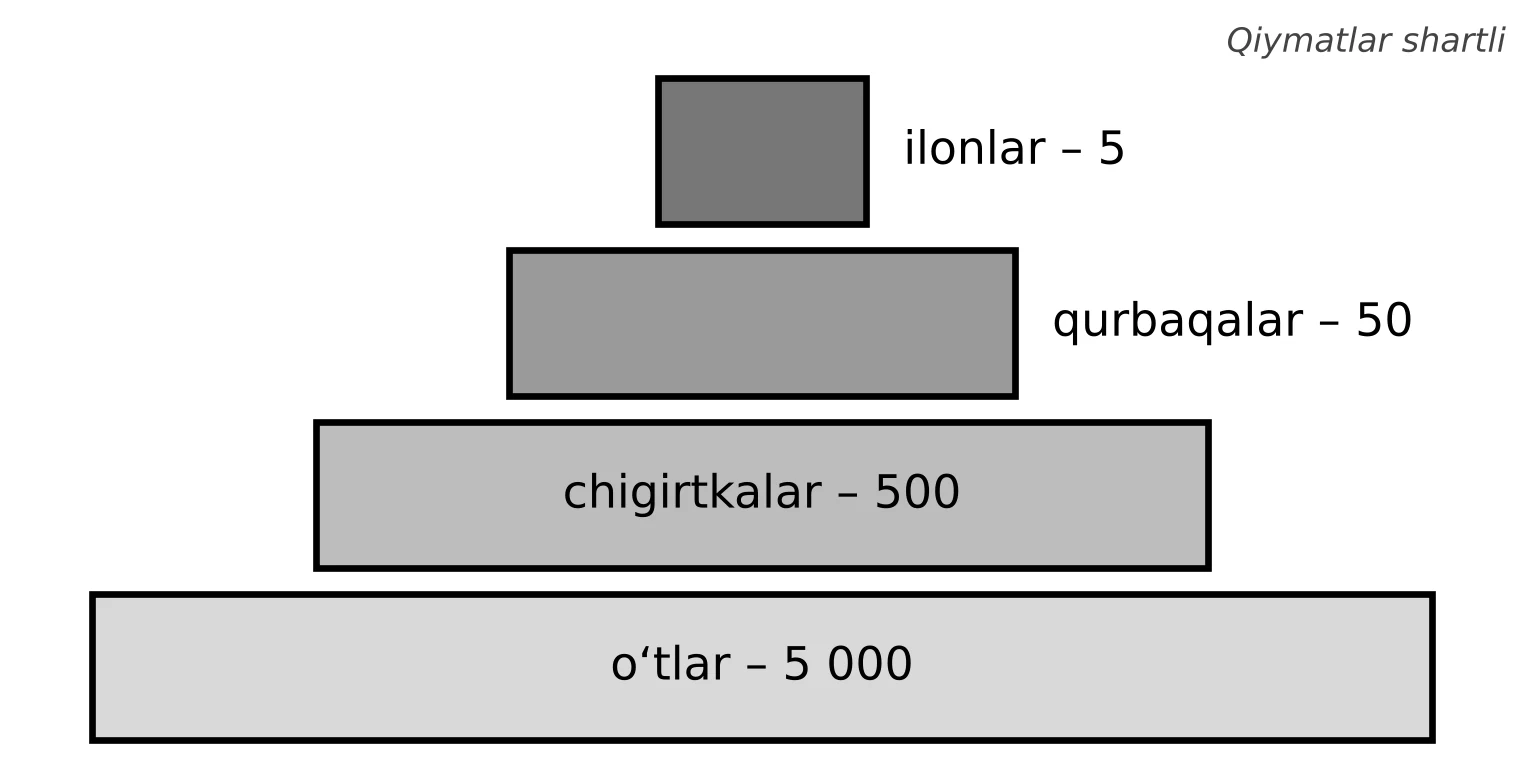 Qiymatlar shartli
ilonlar – 5
qurbaqalar – 50
chigirtkalar – 500
o‘tlar – 5 000